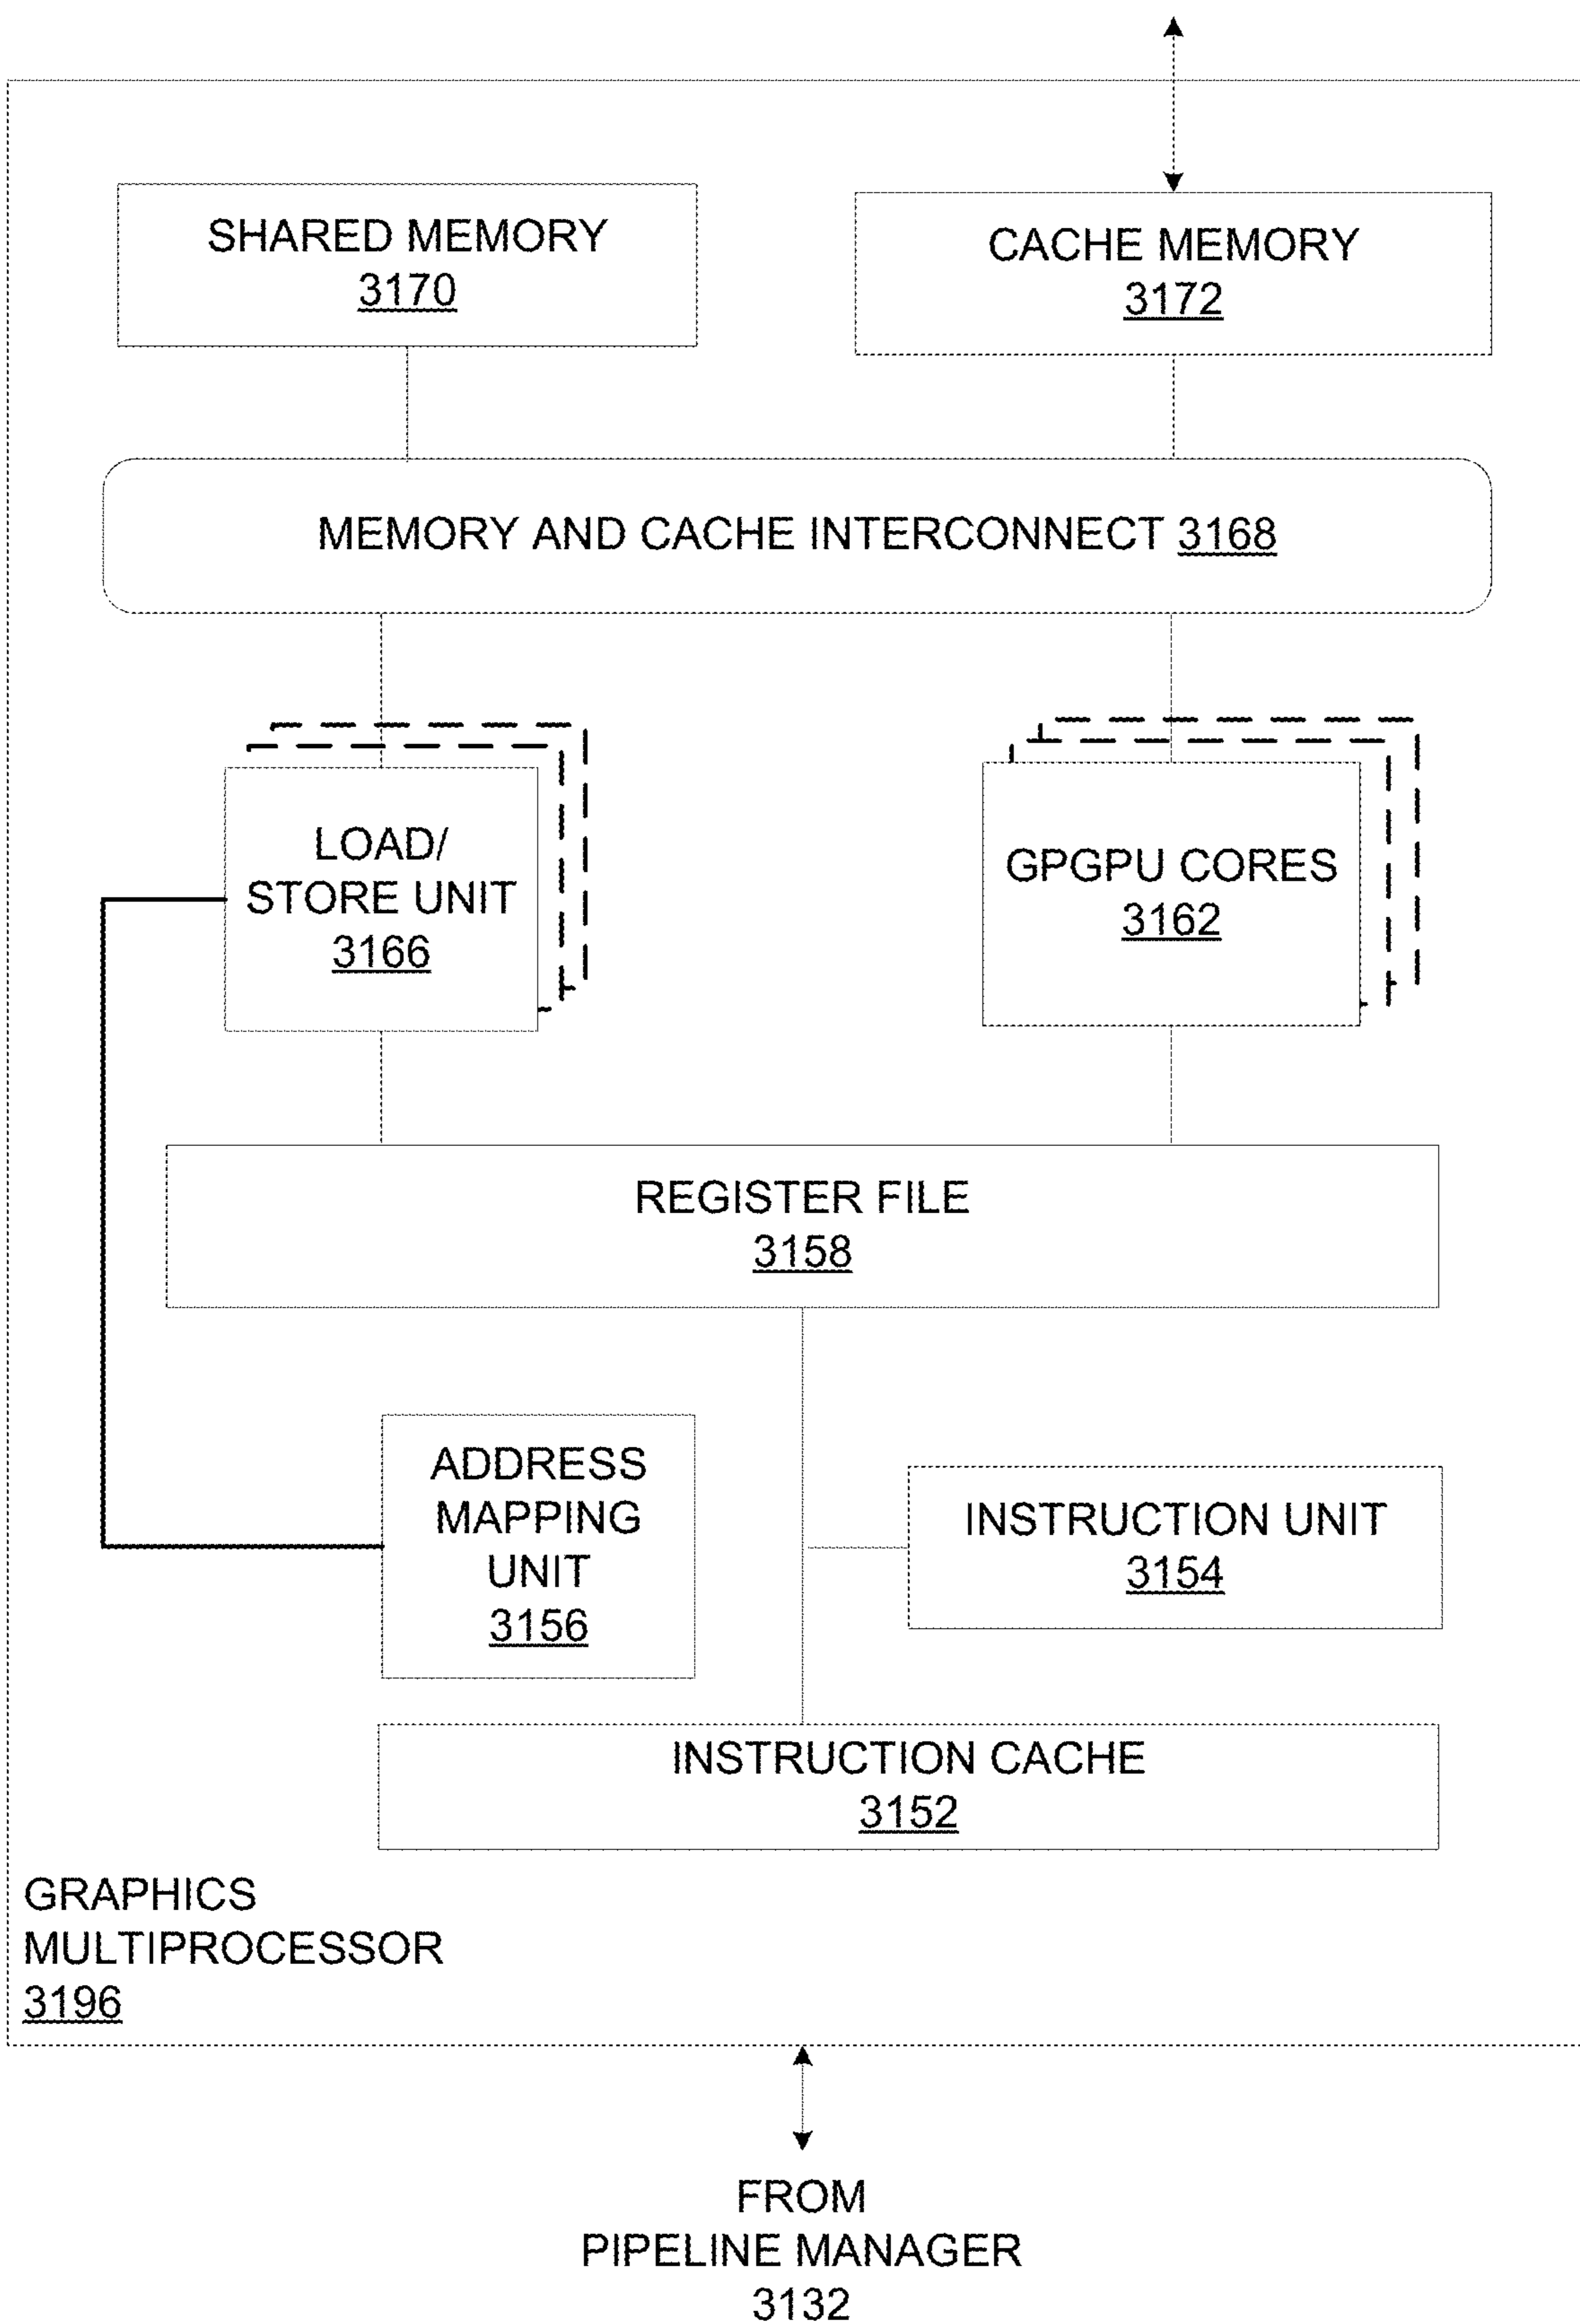 SHARED MEMORY
3170
CACHE MEMORY
3172
MEMORY AND CACHE INTERCONNECT 3168
LOAD/
STORE UNIT
3166
GPGPU CORES
3162
REGISTER FILE
3158
ADDRESS
MAPPING
UNIT
3156
INSTRUCTION UNIT
3154
INSTRUCTION CACHE
3152
GRAPHICS
MULTIPROCESSOR
3196
FROM
PIPELINE MANAGER
3132